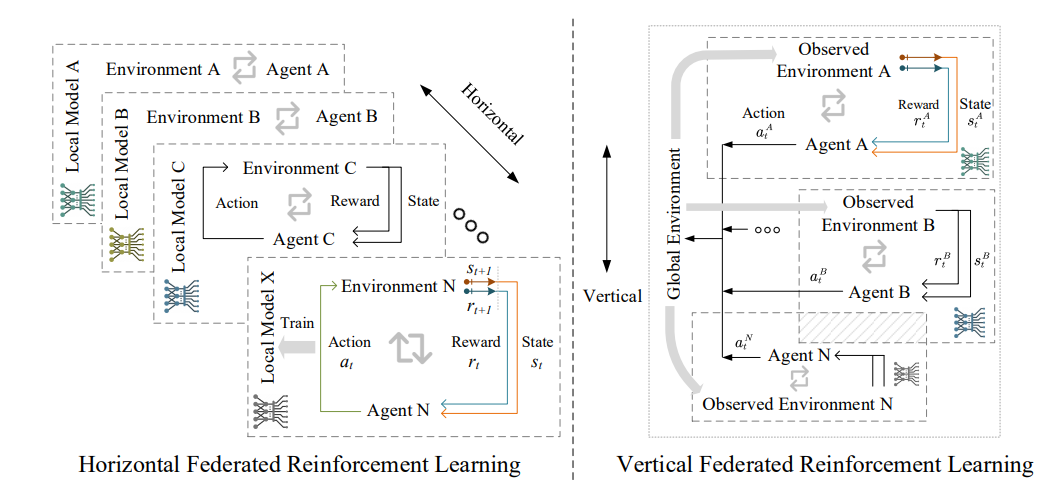 Local Model A
Environment A
Agent A
Local Model B
Environment B
Agent B
Local Model C
Environment C
Action
Reward
State
Agent C
Horizontal
Local Model X
Environment N
s_{t+1}
r_{t+1}
Train
Action
a_t
Reward
r_t
State
s_t
Agent N
Horizontal Federated Reinforcement Learning
Vertical
Global Environment
Observed
Environment A
Action
a_t^A
Reward
r_t^A
State
s_t^A
Agent A
Observed
Environment B
r_t^B
s_t^B
a_t^B
Agent B
a_t^N
Agent N
Observed Environment N
Vertical Federated Reinforcement Learning